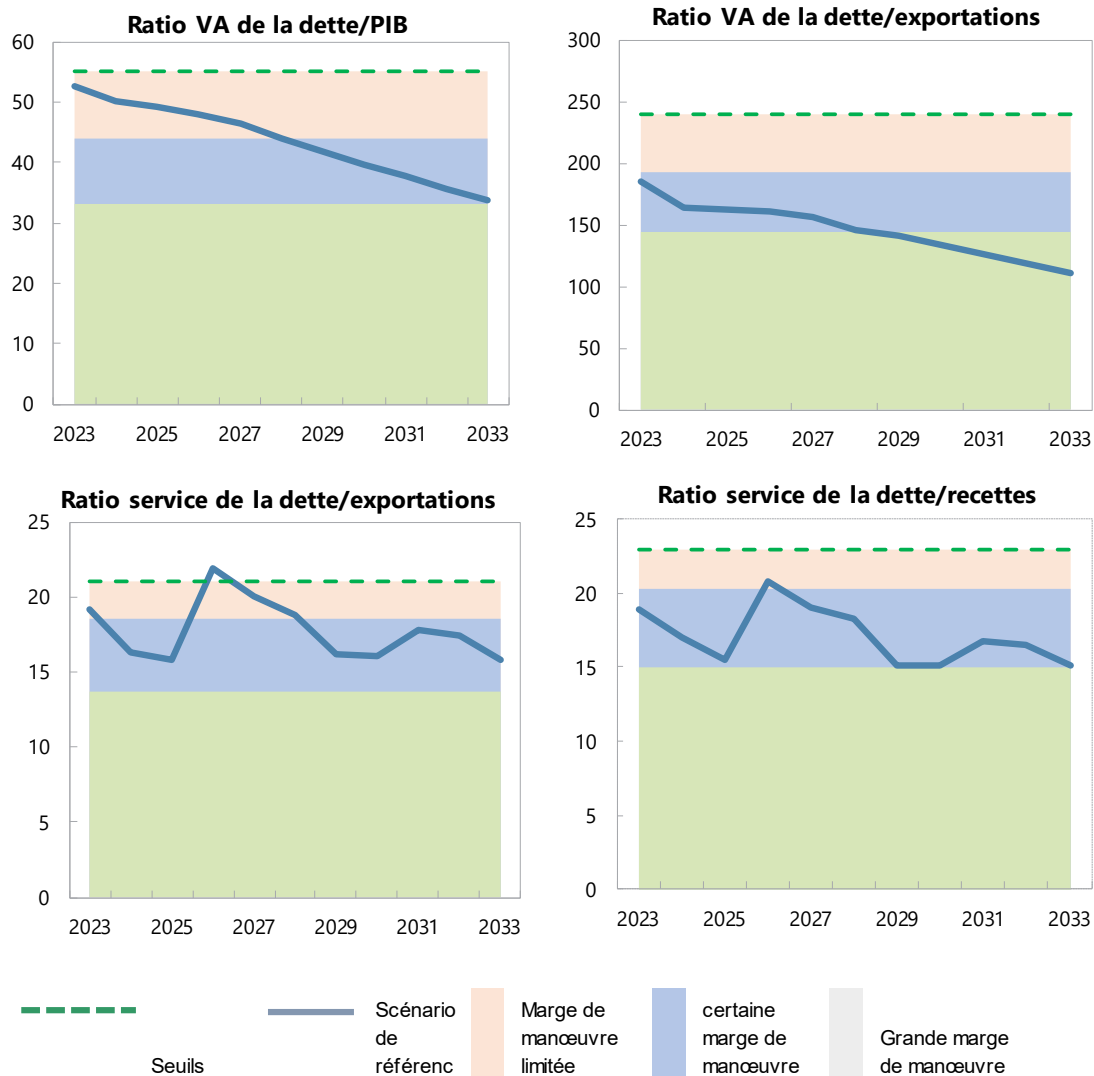 Ratio VA de la dette/PIB
60
50
40
30
20
10
0
2023 2025 2027 2029 2031 2033
Ratio VA de la dette/exportations
300
250
200
150
100
50
0
2023 2025 2027 2029 2031 2033
Ratio service de la dette/exportations
25
20
15
10
5
0
2023 2025 2027 2029 2031 2033
Ratio service de la dette/recettes
25
20
15
10
5
0
2023 2025 2027 2029 2031 2033
Seuils
Scénario
de
référenc
Marge de
manœuvre
limitée
certaine
marge de
manœuvre
Grande marge
de manœuvre